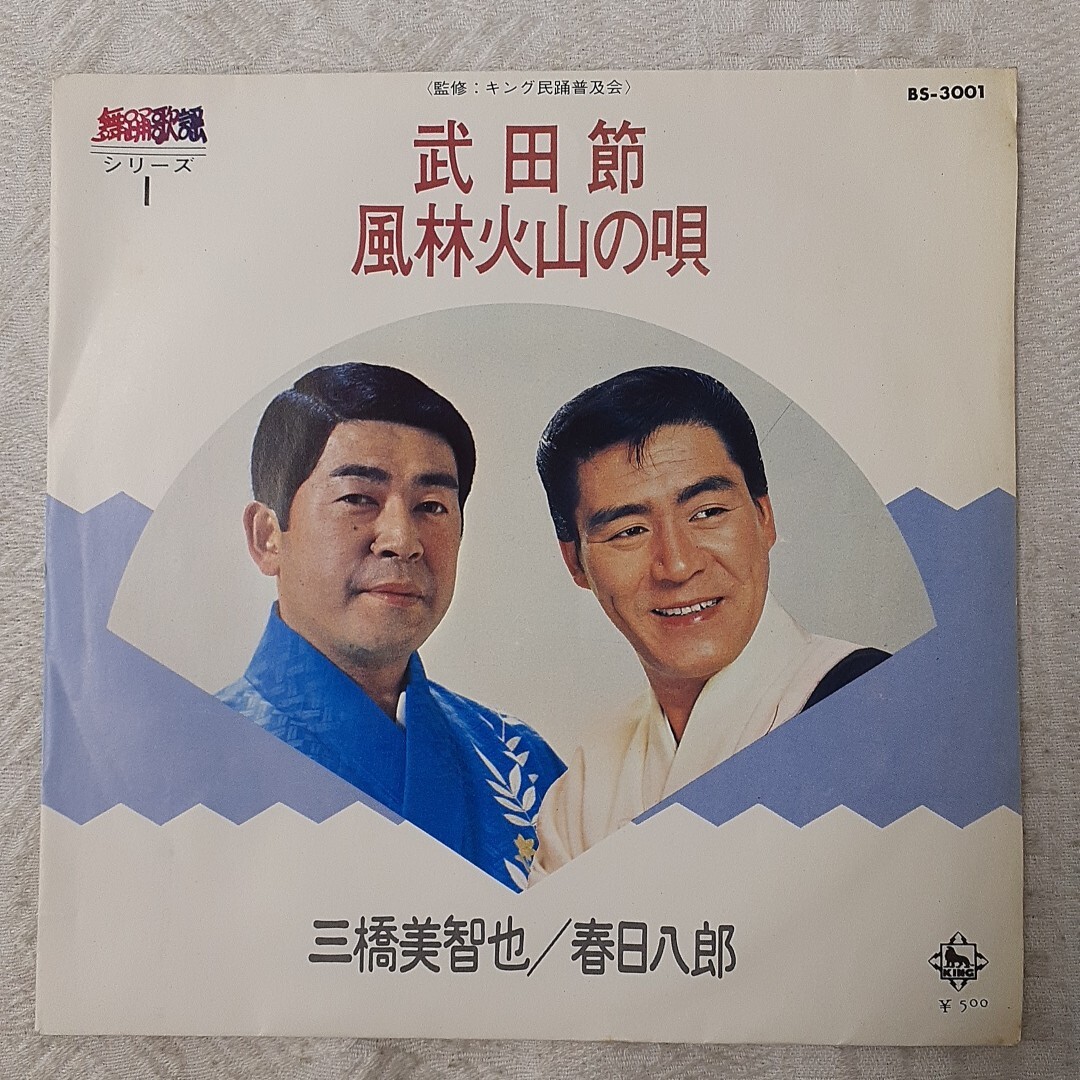 〈監修：キング民踊普及会〉
BS-3001
舞踊歌謡
シリーズ
1
武田節
風林火山の唄
三橋美智也／春日八郎
KING
¥500